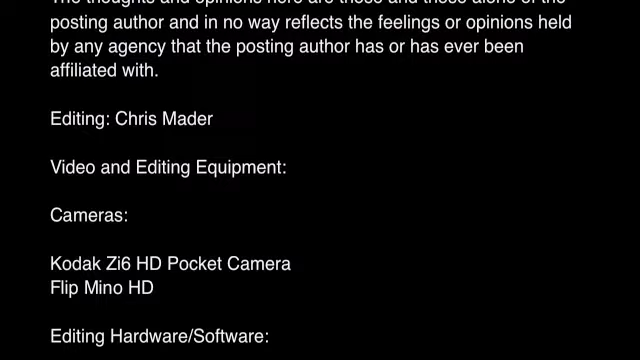 The thoughts and opinions here are those and those alone of the
posting author and in no way reflects the feelings or opinions held
by any agency that the posting author has or has ever been
affiliated with.
Editing: Chris Mader
Video and Editing Equipment:
Cameras:
Kodak Zi6 HD Pocket Camera
Flip Mino HD
Editing Hardware/Software: